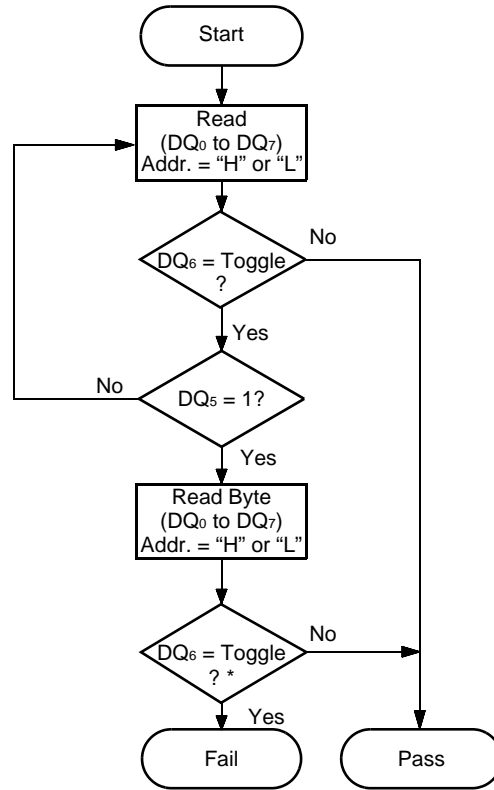 Start
Read
(DQ0 to DQ7)
Addr. = “H” or “L”
No
DQ6 = Toggle
?
Yes
No
DQ5 = 1?
Yes
Read Byte
(DQ0 to DQ7)
Addr. = “H” or “L”
No
DQ6 = Toggle
? *
Yes
Fail
Pass